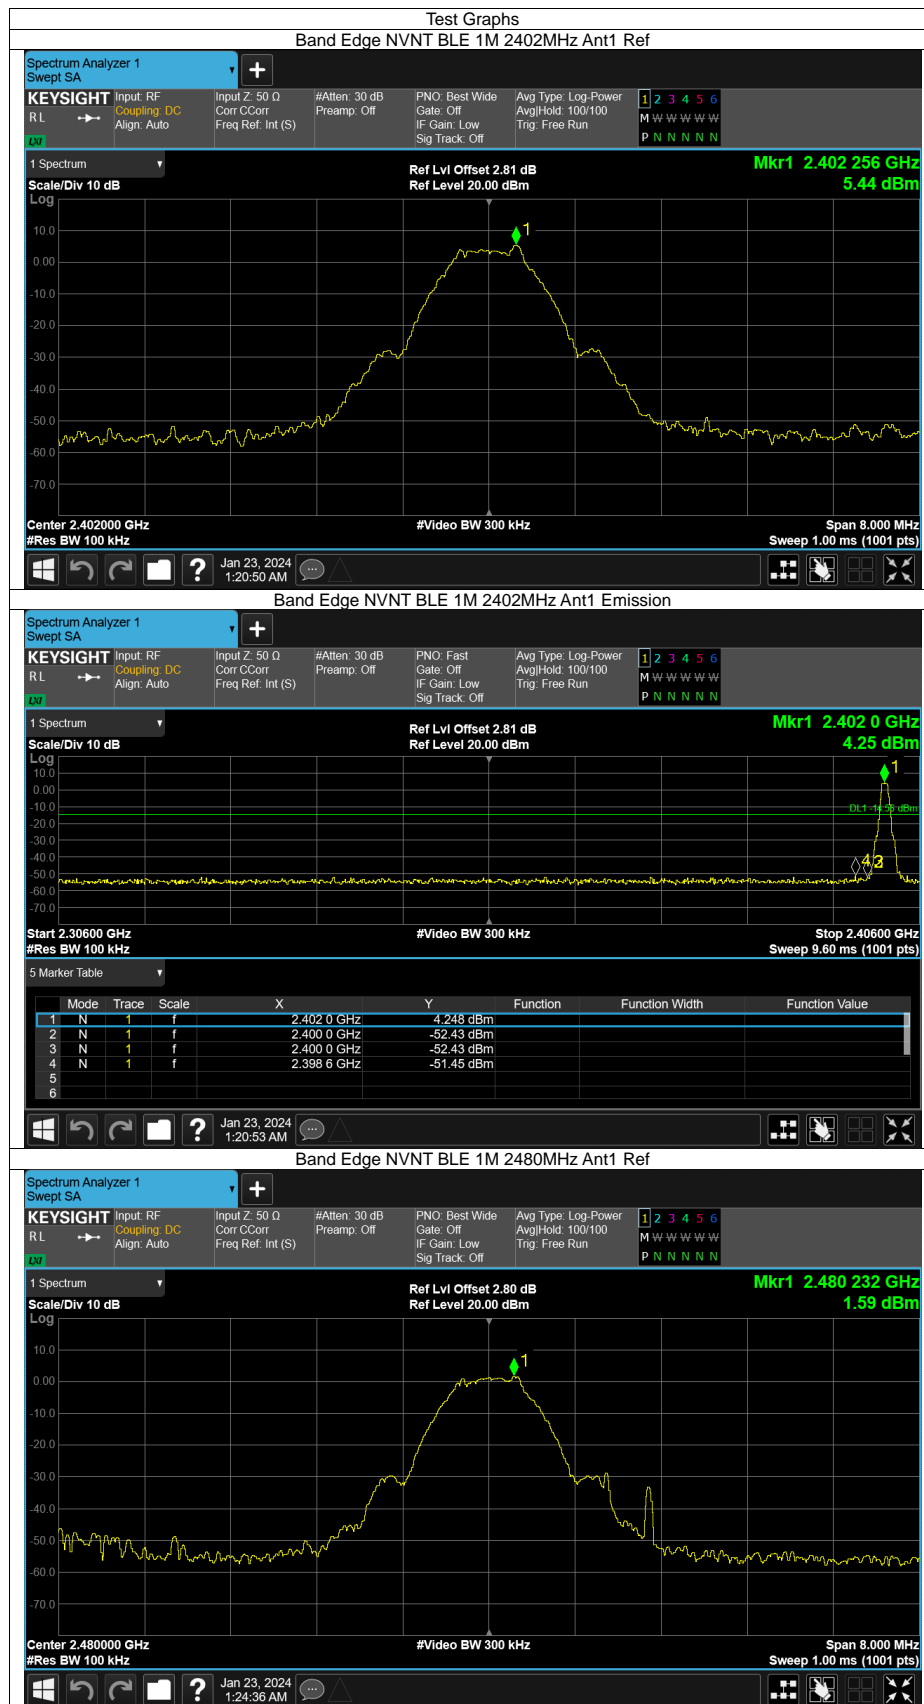 Test Graphs
Band Edge NVNT BLE 1M 2402MHz Ant1 Ref
Spectrum Analyzer 1
Swept SA
+
KEYSIGHT Input: RF Input Z: 50 Ω #Atten: 30 dB PNO: Best Wide Avg Type: Log-Power 1 2 3 4 5 6
RL Coupling: DC Corr CCorr Preamp: Off Gate: Off Avg|Hold: 100/100 M W W W W W
Align: Auto Freq Ref: Int (S) IF Gain: Low Trig: Free Run
LXI Sig Track: Off P N N N N N
1 Spectrum Ref Lvl Offset 2.81 dB Mkr1 2.402 256 GHz
Scale/Div 10 dB Ref Level 20.00 dBm 5.44 dBm
Log
1
10.0
0.00
-10.0
-20.0
-30.0
-40.0
-50.0
-60.0
-70.0
Center 2.402000 GHz #Video BW 300 kHz Span 8.000 MHz
#Res BW 100 kHz Sweep 1.00 ms (1001 pts)
? Jan 23, 2024
1:20:50 AM
Band Edge NVNT BLE 1M 2402MHz Ant1 Emission
Spectrum Analyzer 1
Swept SA
+
KEYSIGHT Input: RF Input Z: 50 Ω #Atten: 30 dB PNO: Fast Avg Type: Log-Power 1 2 3 4 5 6
RL Coupling: DC Corr CCorr Preamp: Off Gate: Off Avg|Hold: 100/100 M W W W W W
Align: Auto Freq Ref: Int (S) IF Gain: Low Trig: Free Run
LXI Sig Track: Off P N N N N N
1 Spectrum Ref Lvl Offset 2.81 dB Mkr1 2.402 0 GHz
Scale/Div 10 dB Ref Level 20.00 dBm 4.25 dBm
Log
1
10.0
0.00
-10.0 DL1 -14.56 dBm
-20.0
-30.0
-40.0 4 3
-50.0
-60.0
-70.0
Start 2.30600 GHz #Video BW 300 kHz Stop 2.40600 GHz
#Res BW 100 kHz Sweep 9.60 ms (1001 pts)
5 Marker Table
Mode Trace Scale X Y Function Function Width Function Value
1 N 1 f 2.402 0 GHz 4.248 dBm
2 N 1 f 2.400 0 GHz -52.43 dBm
3 N 1 f 2.400 0 GHz -52.43 dBm
4 N 1 f 2.398 6 GHz -51.45 dBm
5
6
? Jan 23, 2024
1:20:53 AM
Band Edge NVNT BLE 1M 2480MHz Ant1 Ref
Spectrum Analyzer 1
Swept SA
+
KEYSIGHT Input: RF Input Z: 50 Ω #Atten: 30 dB PNO: Best Wide Avg Type: Log-Power 1 2 3 4 5 6
RL Coupling: DC Corr CCorr Preamp: Off Gate: Off Avg|Hold: 100/100 M W W W W W
Align: Auto Freq Ref: Int (S) IF Gain: Low Trig: Free Run
LXI Sig Track: Off P N N N N N
1 Spectrum Ref Lvl Offset 2.80 dB Mkr1 2.480 232 GHz
Scale/Div 10 dB Ref Level 20.00 dBm 1.59 dBm
Log
10.0 1
0.00
-10.0
-20.0
-30.0
-40.0
-50.0
-60.0
-70.0
Center 2.480000 GHz #Video BW 300 kHz Span 8.000 MHz
#Res BW 100 kHz Sweep 1.00 ms (1001 pts)
? Jan 23, 2024
1:24:36 AM